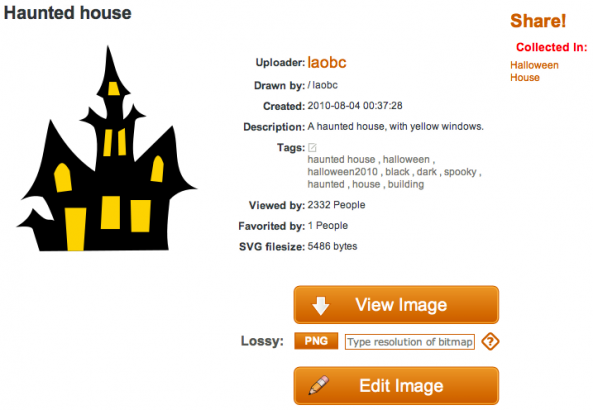 Haunted house
Share!
Collected In:
Halloween
House
Uploader: laobc
Drawn by: / laobc
Created: 2010-08-04 00:37:28
Description: A haunted house, with yellow windows.
Tags:
haunted house , halloween ,
halloween2010 , black , dark , spooky ,
haunted , house , building
Viewed by: 2332 People
Favorited by: 1 People
SVG filesize: 5486 bytes
View Image
Lossy: PNG Type resolution of bitmap ?
Edit Image